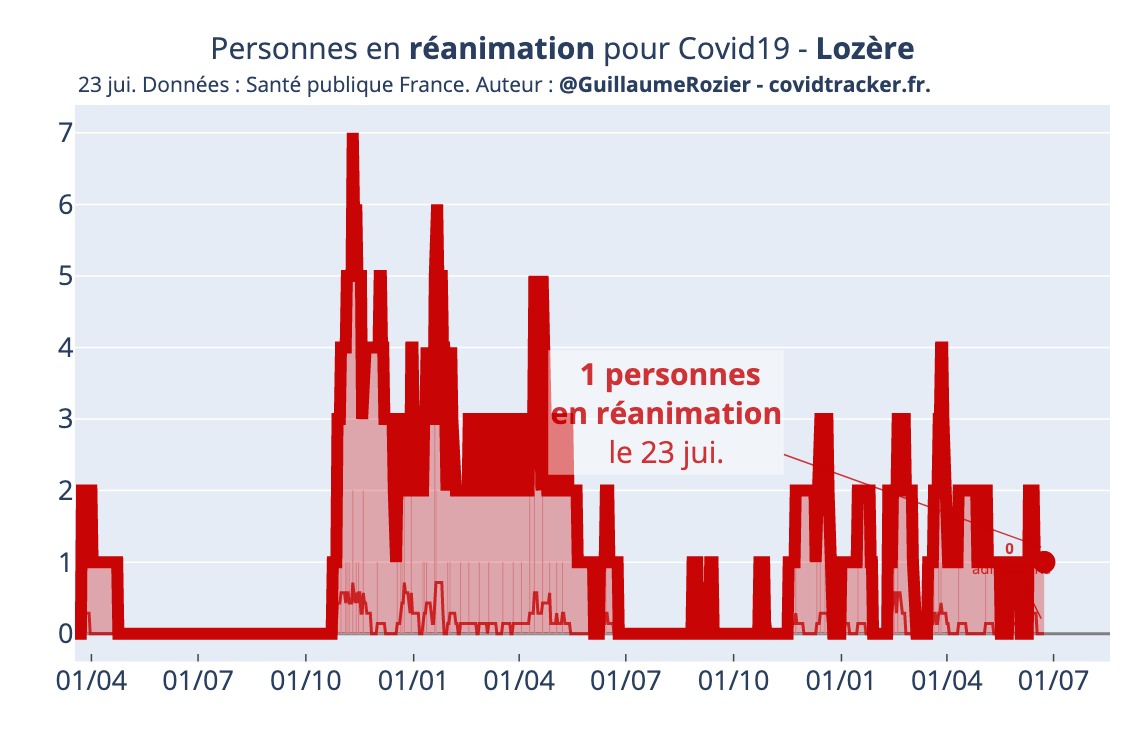 Personnes en réanimation pour Covid19 - Lozère
23 jui. Données : Santé publique France. Auteur : @GuillaumeRozier - covidtracker.fr.
7
6
5
4
3
2
1
0
1 personnes
en réanimation
le 23 jui.
0
01/04 01/07 01/10 01/01 01/04 01/07 01/10 01/01 01/04 01/07